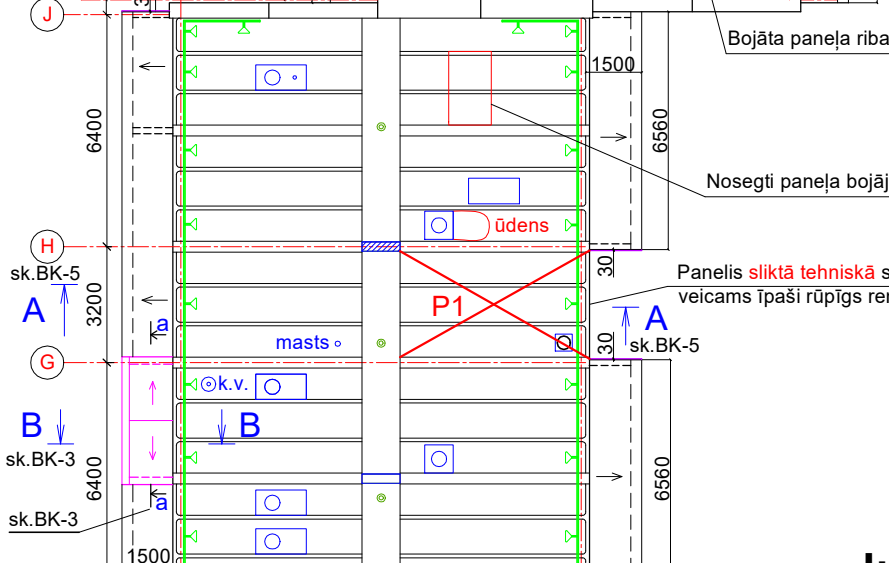 J
Bojāta paneļa riba
1500
6400
6560
Nosegti paneļa bojāj
ūdens
H
sk.BK-5
30
Panelis sliktā tehniskā s
veicams īpaši rūpīgs rer
A
3200
P1
A
a
masts
30
sk.BK-5
G
k.v.
B
B
sk.BK-3
6400
6560
a
sk.BK-3
1500